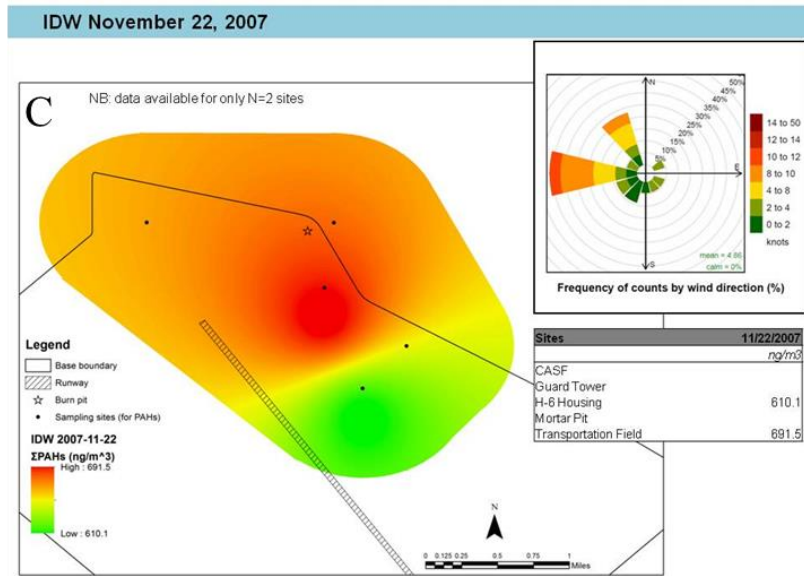 IDW November 22, 2007
C
NB: data available for only N=2 sites
N
50%
45%
40%
35%
30%
25%
20%
15%
10%
5%
E
S
mean = 4.86
calm = 0%
14 to 50
12 to 14
10 to 12
8 to 10
4 to 8
2 to 4
0 to 2
knots
Frequency of counts by wind direction (%)
Sites 11/22/2007
ng/m3
CASF
Guard Tower
H-6 Housing 610.1
Mortar Pit
Transportation Field 691.5
Legend
Base boundary
Runway
Burn pit
Sampling sites (for PAHs)
IDW 2007-11-22
ΣPAHs (ng/m^3)
High : 691.5
Low : 610.1
N
0 0.125 0.25 0.5 0.75 1
Miles